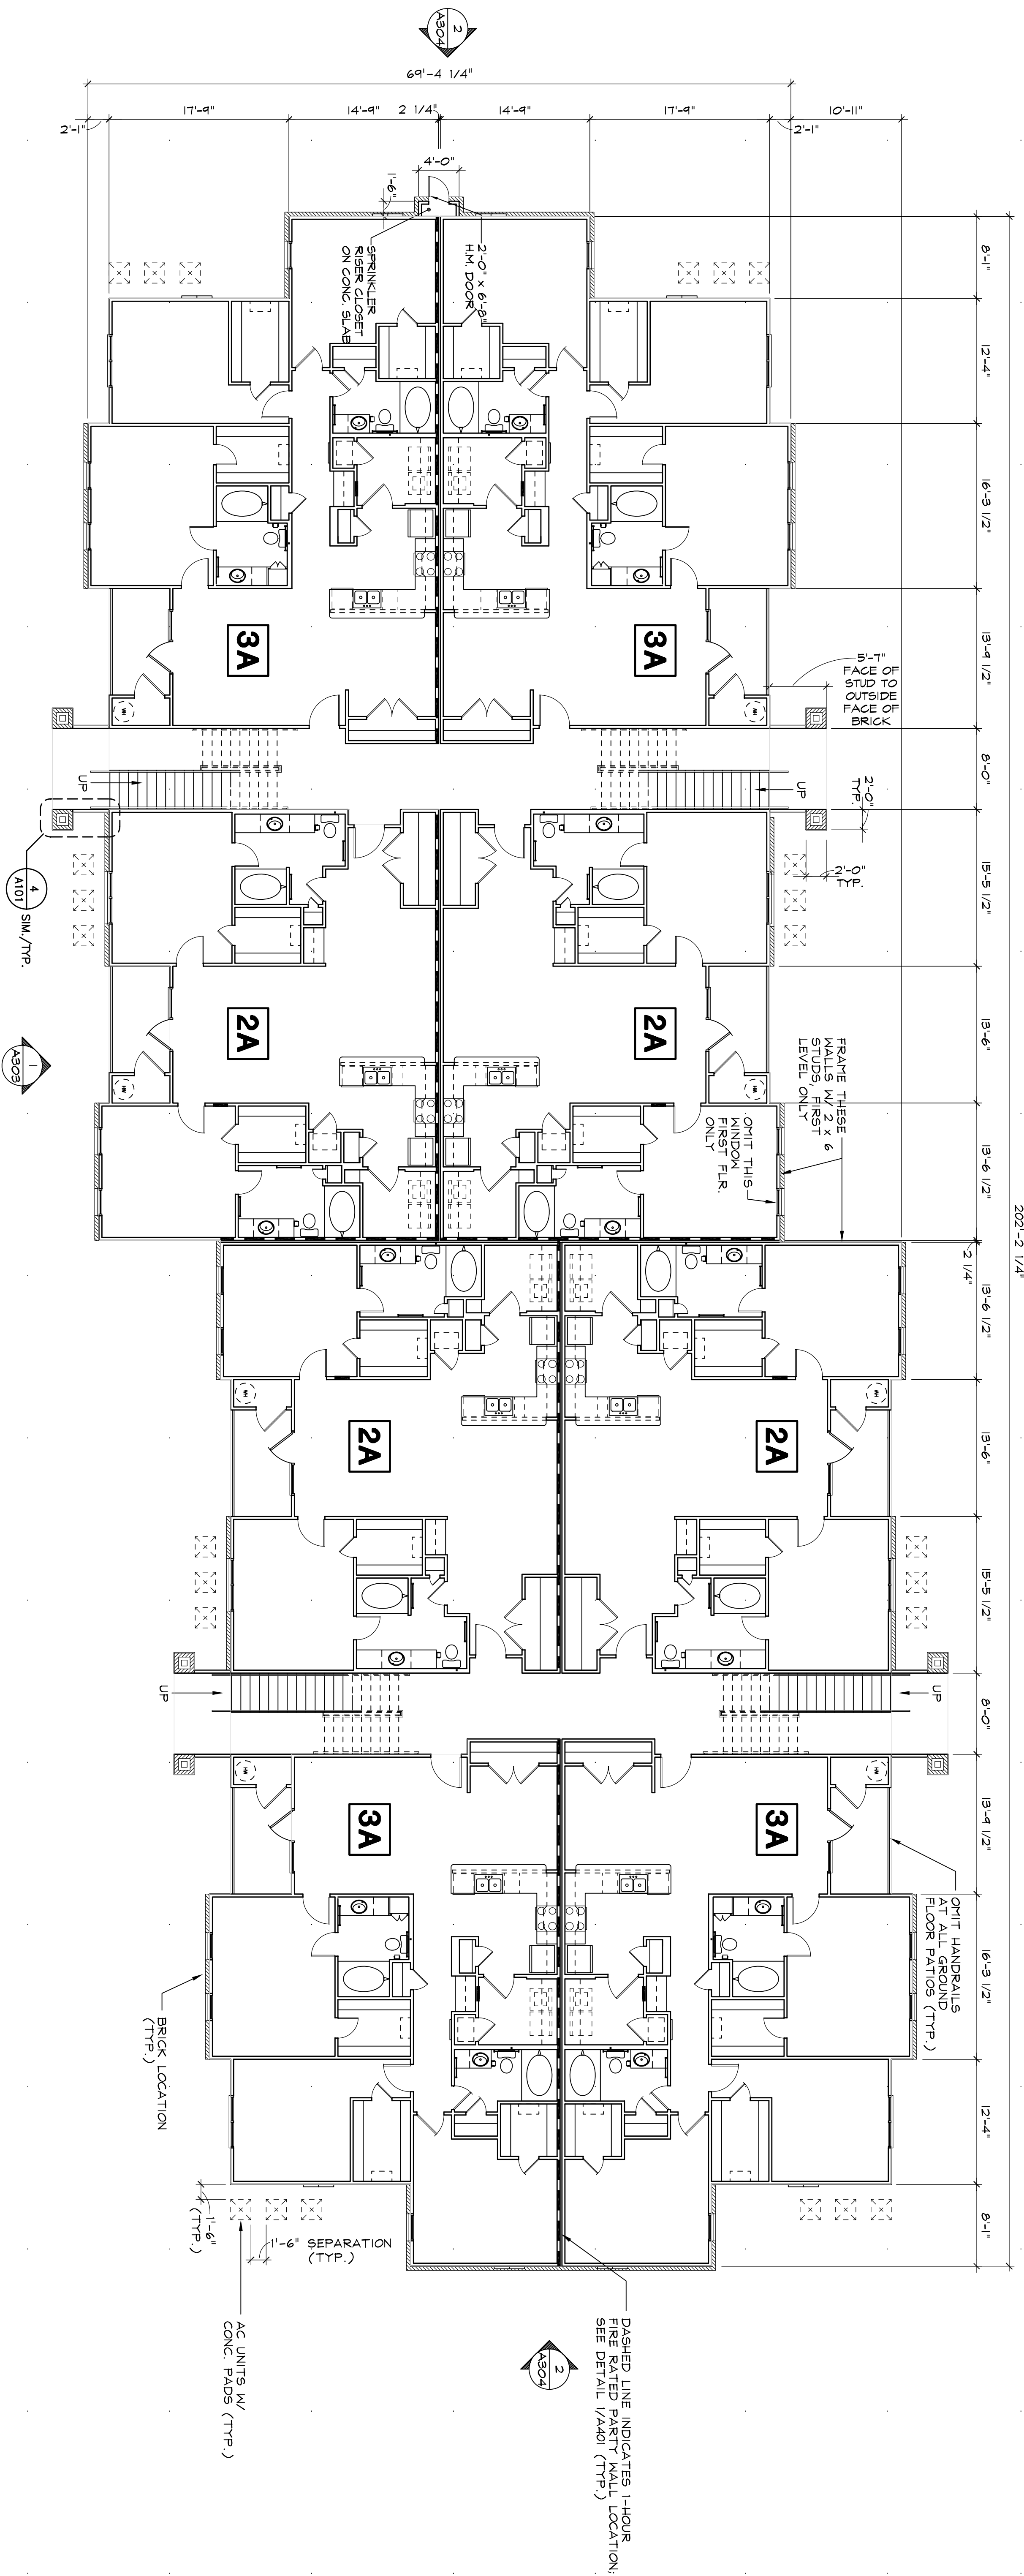 2
A304
69'-4 1/4"
17'-9"
14'-9"
2 1/4"
14'-9"
17'-9"
10'-11"
2'-1"
2'-1"
4'-0"
1'-6"
SPRINKLER
RISER CLOSET
ON CONC. SLAB
2'-0" x 6'-8"
H.M. DOOR
8'-1"
12'-4"
16'-3 1/2"
13'-9 1/2"
8'-0"
15'-5 1/2"
13'-6"
13'-6 1/2"
2 1/4"
13'-6 1/2"
13'-6"
15'-5 1/2"
8'-0"
13'-9 1/2"
16'-3 1/2"
12'-4"
8'-1"
202'-2 1/4"
3A
3A
5'-7"
FACE OF
STUD TO
OUTSIDE
FACE OF
BRICK
WH
WH
UP
UP
2'-0"
TYP.
2'-0"
TYP.
4
A101
SIM./TYP.
1
A303
2A
2A
WH
WH
FRAME THESE
WALLS W/ 2 x 6
STUDS, FIRST
LEVEL ONLY
OMIT THIS
WINDOW
FIRST FLR.
ONLY
WH
WH
2A
2A
UP
UP
WH
WH
3A
3A
OMIT HANDRAILS
AT ALL GROUND
FLOOR PATIOS (TYP.)
BRICK LOCATION
(TYP.)
1'-6"
(TYP.)
1'-6" SEPARATION
(TYP.)
AC UNITS W/
CONC. PADS (TYP.)
DASHED LINE INDICATES 1-HOUR
FIRE RATED PARTY WALL LOCATION;
SEE DETAIL 1/A401 (TYP.)
2
A304